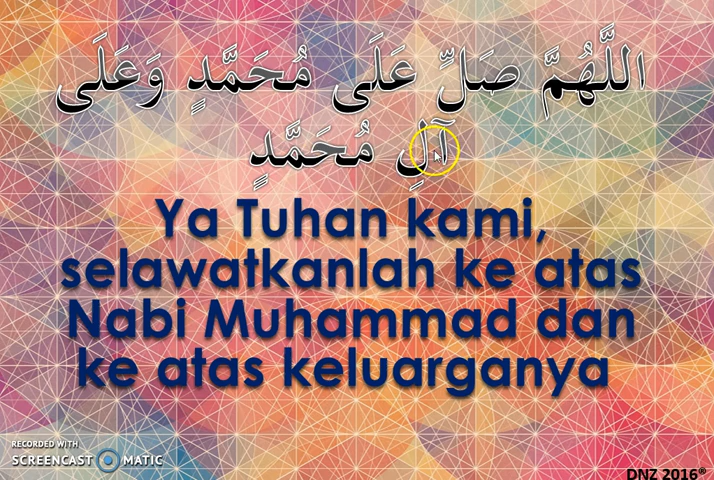 اللَّهُمَّ صَلِّ عَلَى مُحَمَّدٍ وَعَلَى
آلِ مُحَمَّدٍ
Ya Tuhan kami,
selawatkanlah ke atas
Nabi Muhammad dan
ke atas keluarganya
RECORDED WITH
SCREENCAST O MATIC
DNZ 2016®